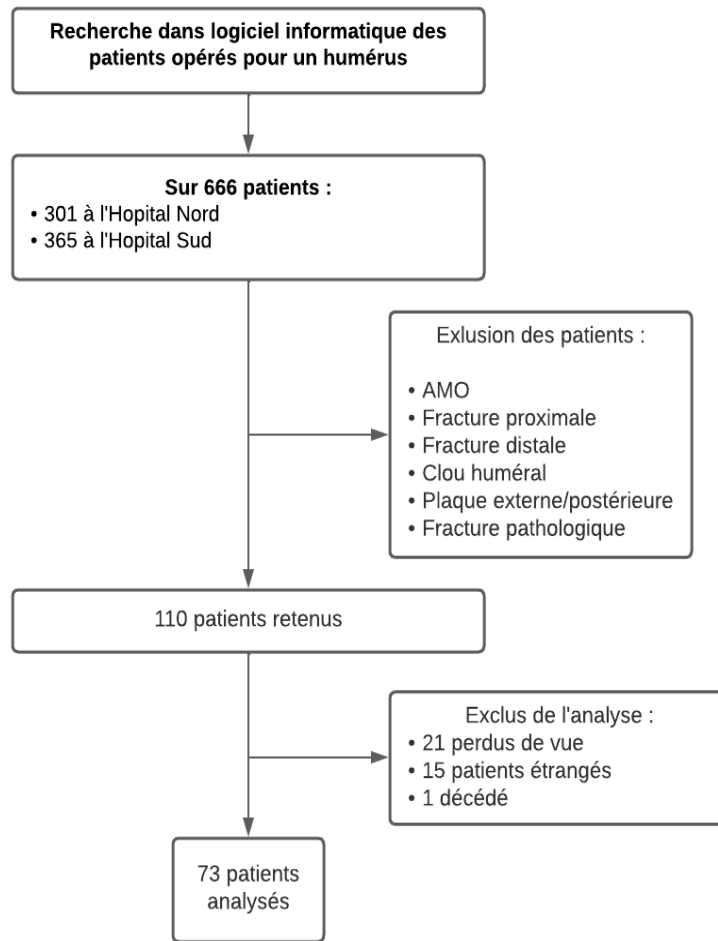 Recherche dans logiciel informatique des
patients opérés pour un humérus
Sur 666 patients :
• 301 à l'Hopital Nord
• 365 à l'Hopital Sud
Exlusion des patients :
• AMO
• Fracture proximale
• Fracture distale
• Clou huméral
• Plaque externe/postérieure
• Fracture pathologique
110 patients retenus
Exclus de l'analyse :
• 21 perdus de vue
• 15 patients étrangés
• 1 décédé
73 patients
analysés